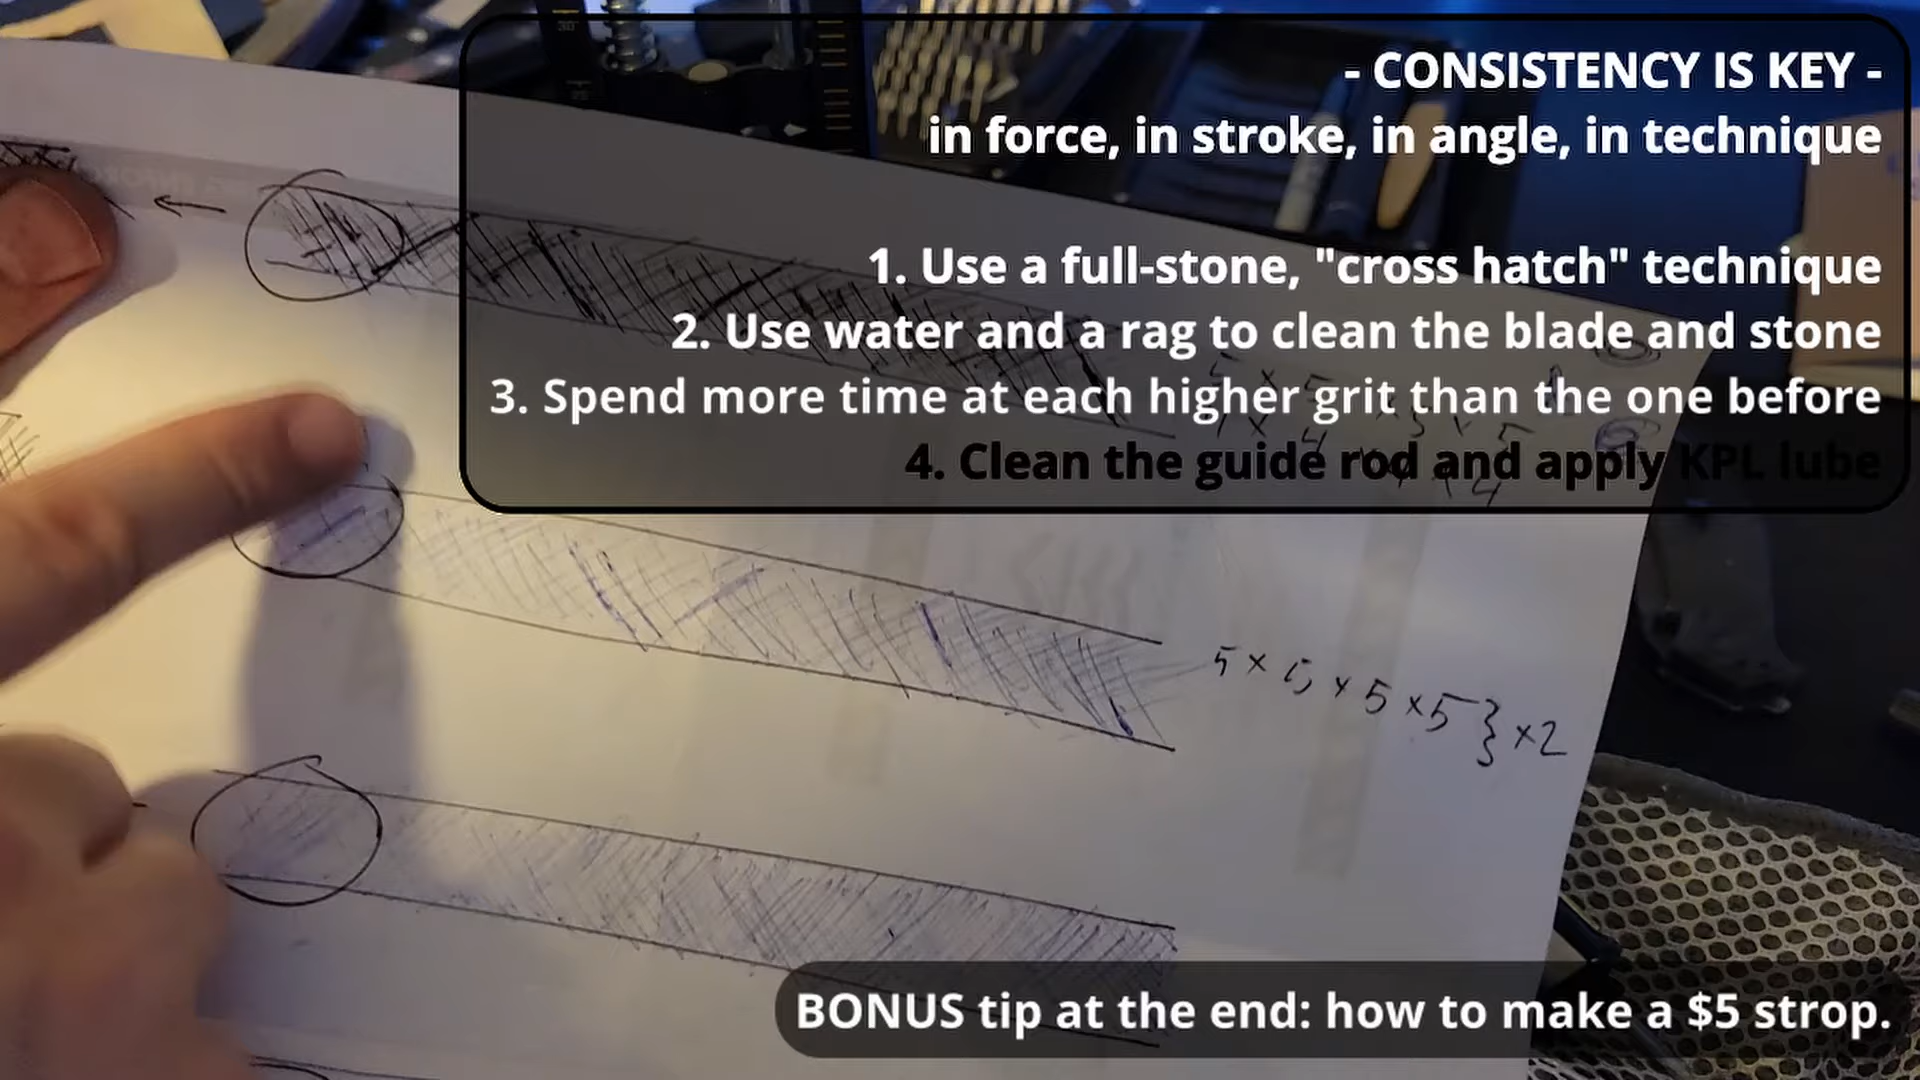 - CONSISTENCY IS KEY -
in force, in stroke, in angle, in technique
1. Use a full-stone, "cross hatch" technique
2. Use water and a rag to clean the blade and stone
3. Spend more time at each higher grit than the one before
4. Clean the guide rod and apply KPL lube
5 × 5 × 5 × 5 } ×2
BONUS tip at the end: how to make a $5 strop.